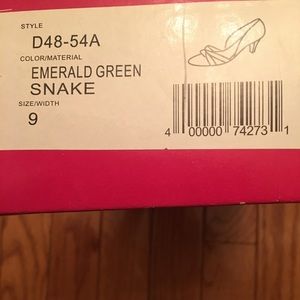 STYLE
D48-54A
COLOR/MATERIAL
EMERALD GREEN
SNAKE
SIZE/WIDTH
9
4 00000 74273 1